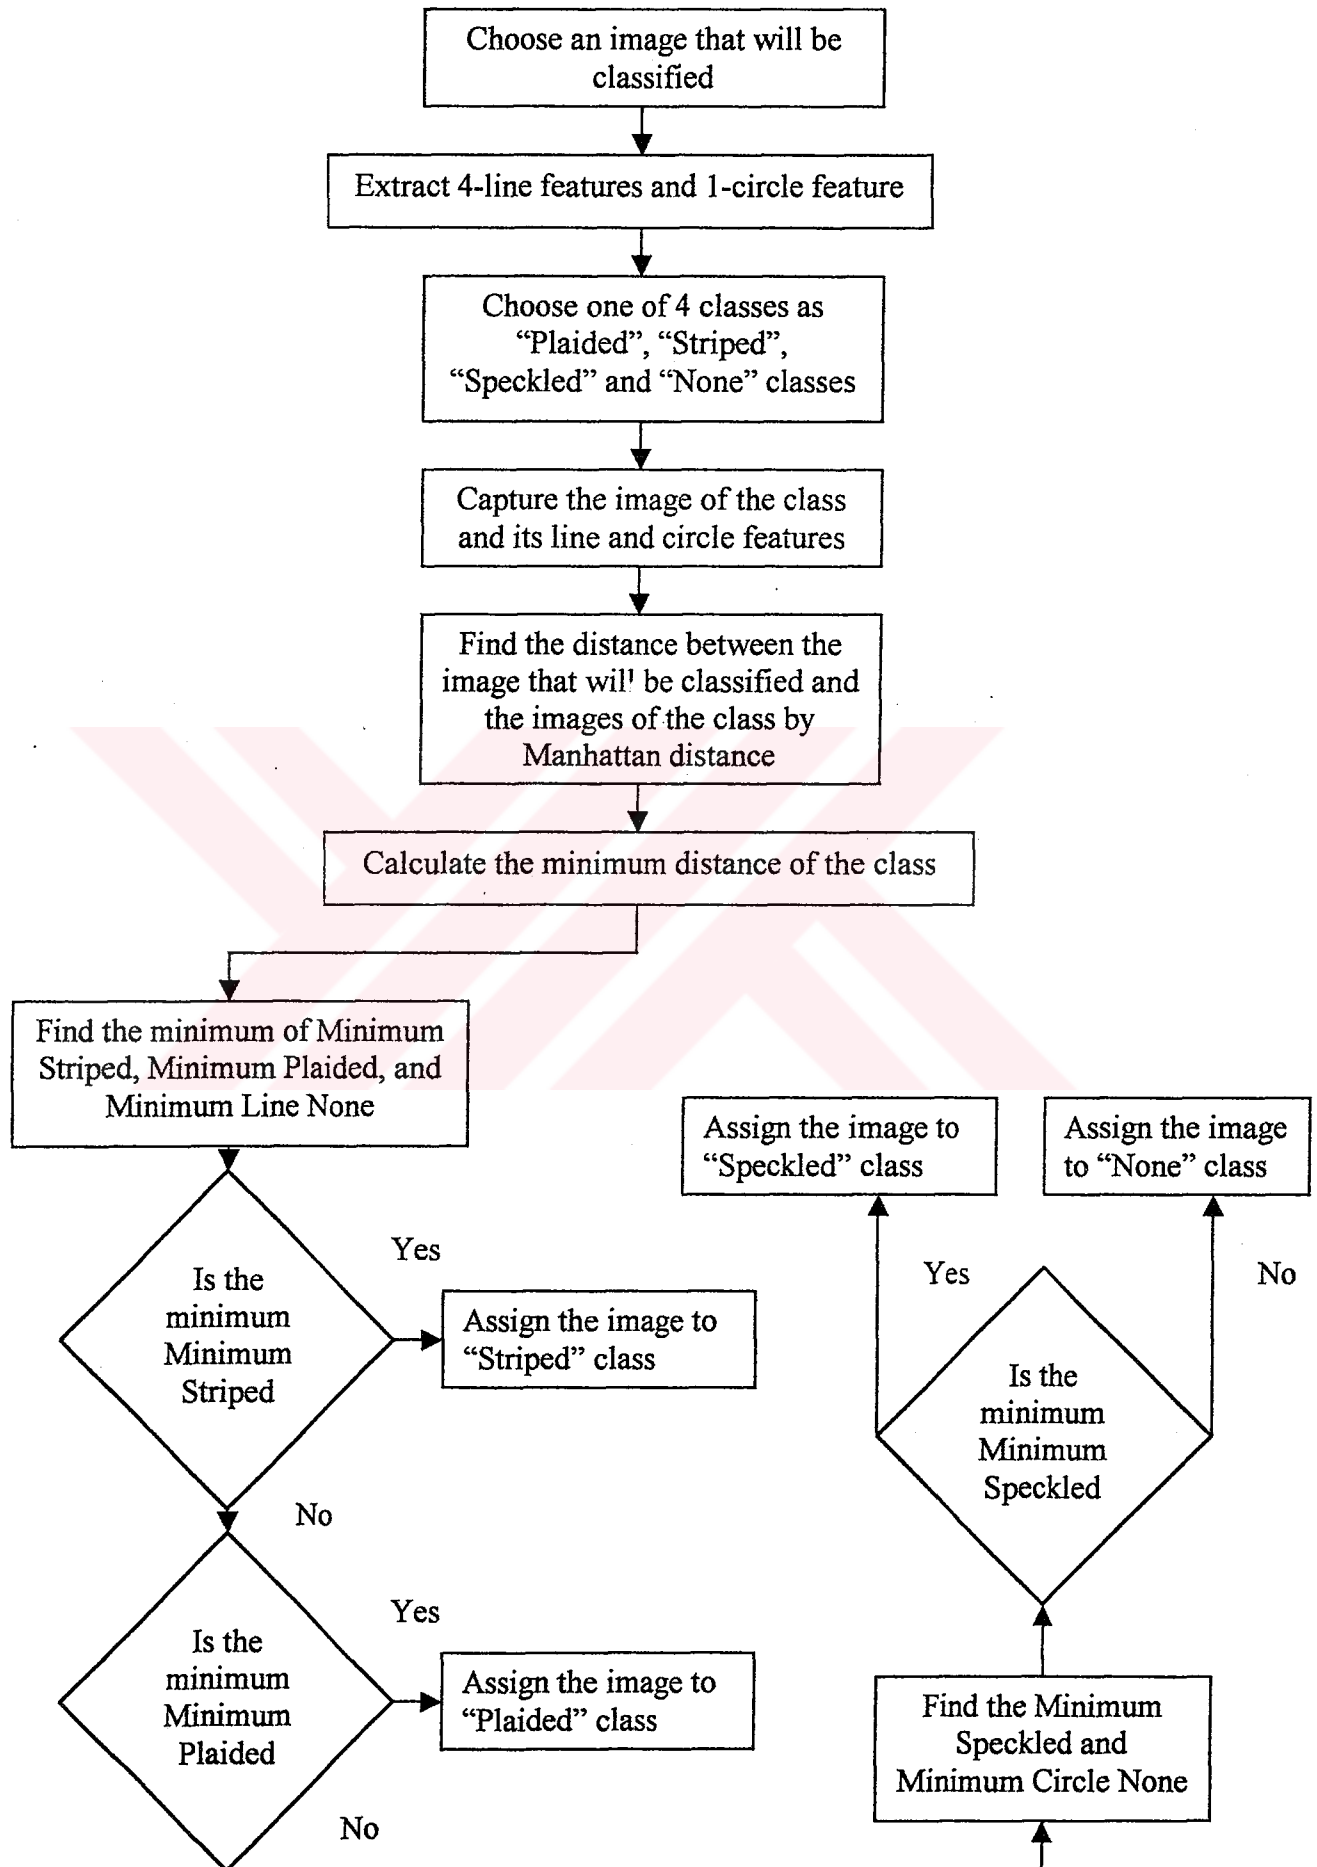 Choose an image that will be
classified
Extract 4-line features and 1-circle feature
Choose one of 4 classes as
“Plaided”, “Striped”,
“Speckled” and “None” classes
Capture the image of the class
and its line and circle features
Find the distance between the
image that will be classified and
the images of the class by
Manhattan distance
Calculate the minimum distance of the class
Find the minimum of Minimum
Striped, Minimum Plaided, and
Minimum Line None
Is the
minimum
Minimum
Striped
Yes
Assign the image to
“Striped” class
No
Is the
minimum
Minimum
Plaided
Yes
Assign the image to
“Plaided” class
No
Find the Minimum
Speckled and
Minimum Circle None
Is the
minimum
Minimum
Speckled
Yes
Assign the image to
“Speckled” class
No
Assign the image
to “None” class